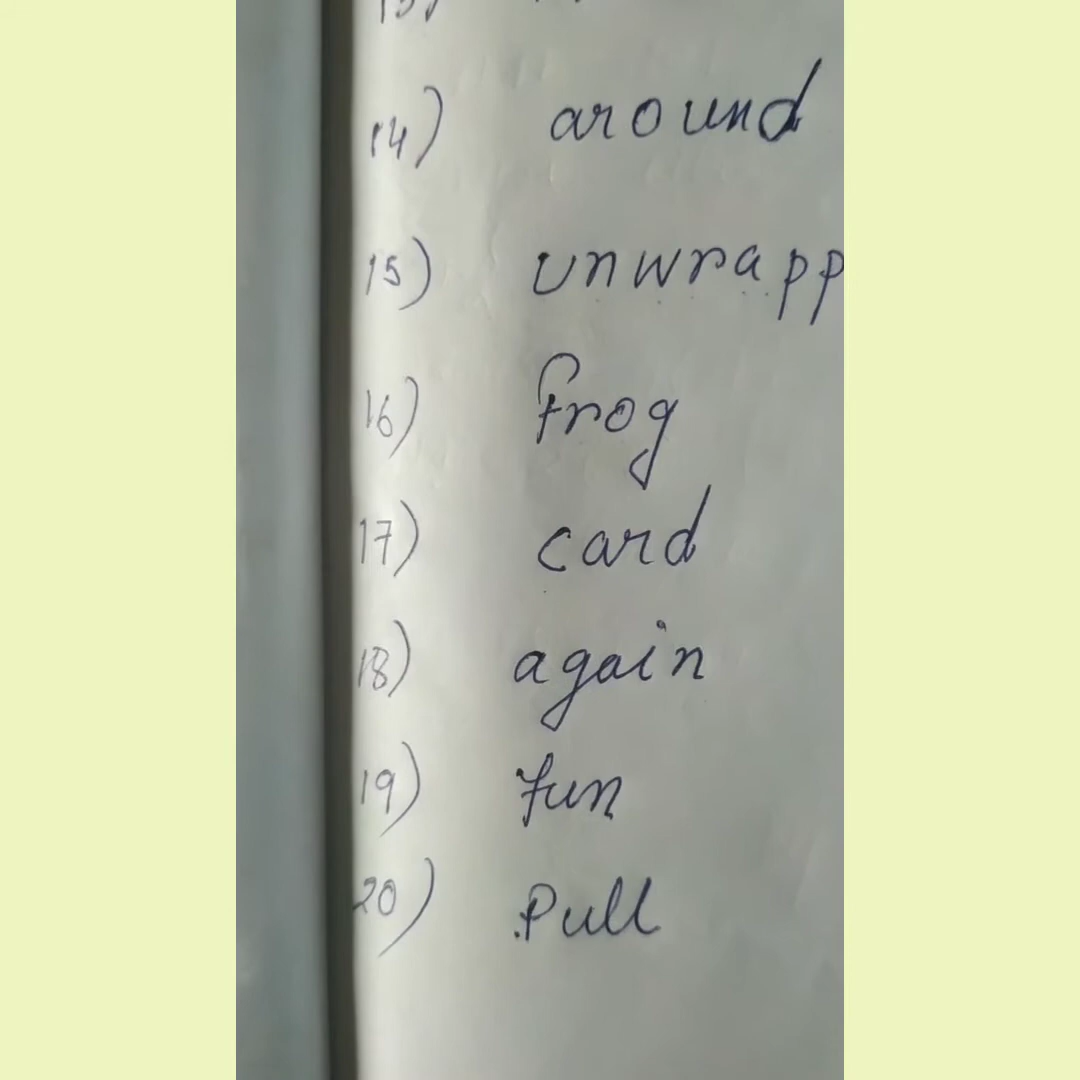 14) around
15) unwrapp
16) frog
17) card
18) again
19) fun
20) Pull